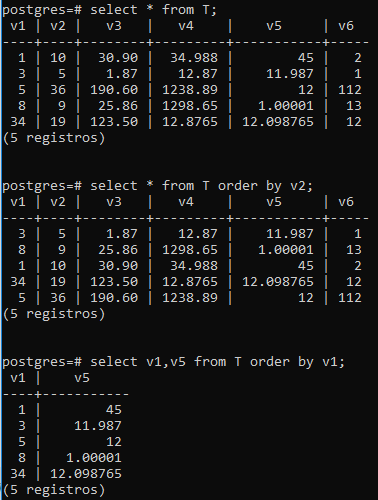 postgres=# select * from T;
 v1 | v2 |   v3   |   v4    |    v5     | v6
----+----+--------+---------+-----------+-----
  1 | 10 |  30.90 |  34.988 |        45 |   2
  3 |  5 |   1.87 |   12.87 |    11.987 |   1
  5 | 36 | 190.60 | 1238.89 |        12 | 112
  8 |  9 |  25.86 | 1298.65 |   1.00001 |  13
 34 | 19 | 123.50 | 12.8765 | 12.098765 |  12
(5 registros)
postgres=# select * from T order by v2;
 v1 | v2 |   v3   |   v4    |    v5     | v6
----+----+--------+---------+-----------+-----
  3 |  5 |   1.87 |   12.87 |    11.987 |   1
  8 |  9 |  25.86 | 1298.65 |   1.00001 |  13
  1 | 10 |  30.90 |  34.988 |        45 |   2
 34 | 19 | 123.50 | 12.8765 | 12.098765 |  12
  5 | 36 | 190.60 | 1238.89 |        12 | 112
(5 registros)
postgres=# select v1,v5 from T order by v1;
 v1 |    v5
----+-----------
  1 |        45
  3 |    11.987
  5 |        12
  8 |   1.00001
 34 | 12.098765
(5 registros)